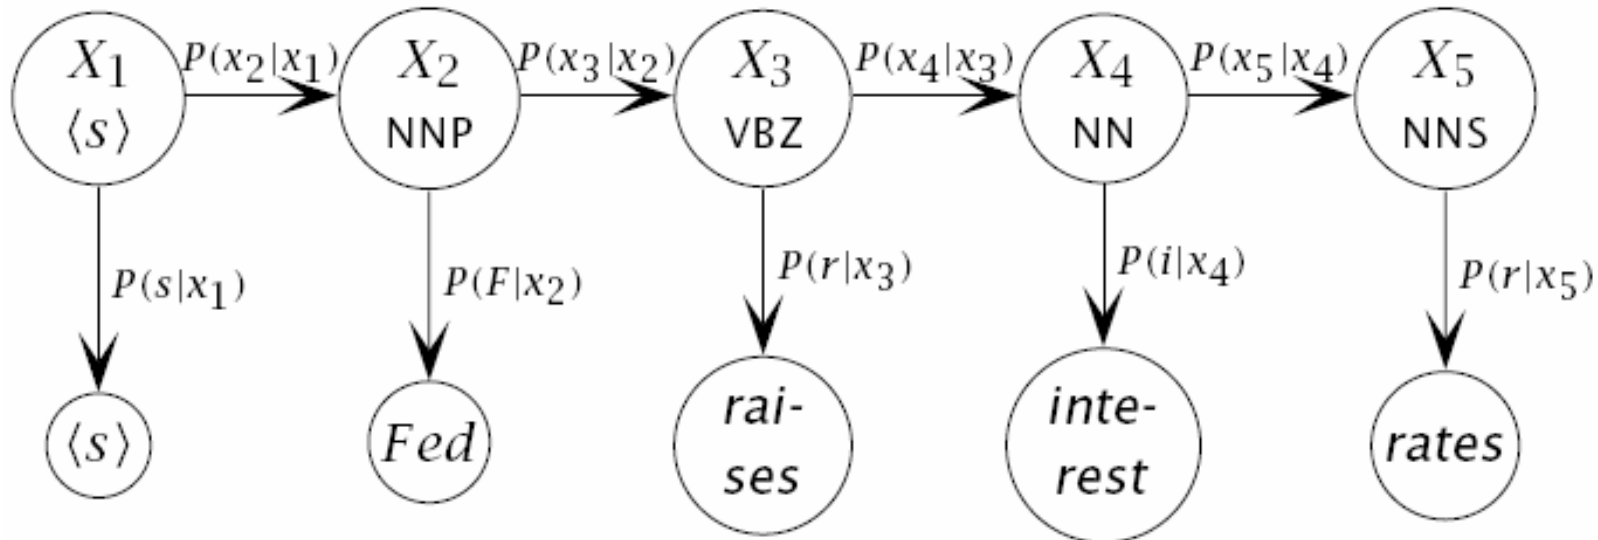 X1 P(x2|x1) X2 P(x3|x2) X3 P(x4|x3) X4 P(x5|x4) X5
⟨s⟩ NNP VBZ NN NNS
P(s|x1) P(F|x2) P(r|x3) P(i|x4) P(r|x5)
⟨s⟩ Fed rai- inte- rates
ses rest